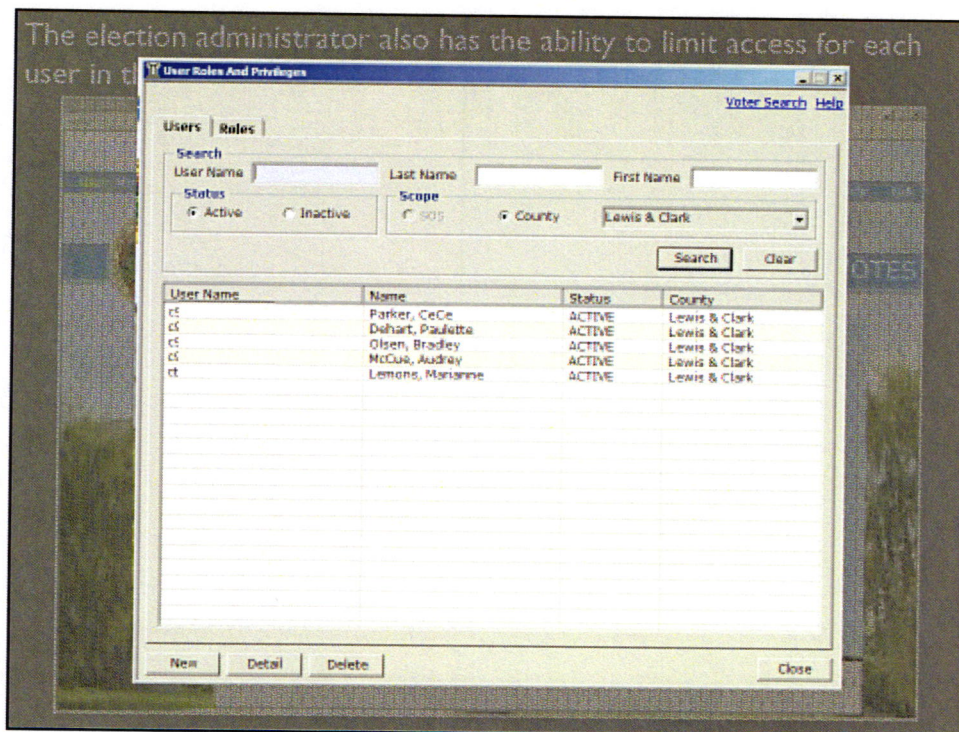 The election administrator also has the ability to limit access for each
user in th
User Roles And Privileges
Voter Search Help
Users Roles
Search
User Name Last Name First Name
Status Scope
Active Inactive SOS County Lewis & Clark
Search Clear
OTES
User Name Name Status County
Parker, CeCe ACTIVE Lewis & Clark
Dehart, Paulette ACTIVE Lewis & Clark
Olsen, Bradley ACTIVE Lewis & Clark
McCue, Audrey ACTIVE Lewis & Clark
ct Lemons, Marianne ACTIVE Lewis & Clark
New Detail Delete Close